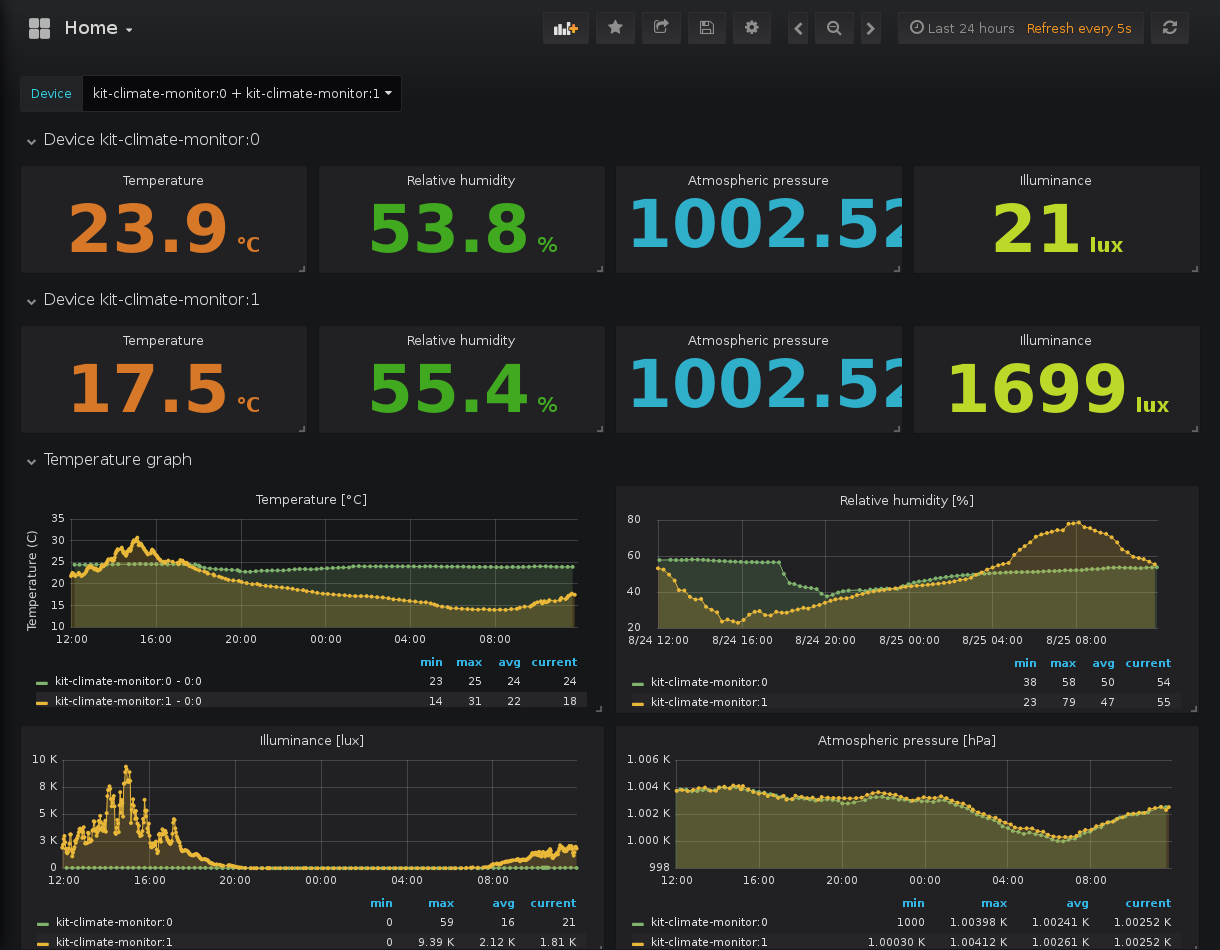 Home
Last 24 hours Refresh every 5s
Device kit-climate-monitor:0 + kit-climate-monitor:1
Device kit-climate-monitor:0
Temperature Relative humidity Atmospheric pressure Illuminance
23.9 °C 53.8 % 1002.52 21 lux
Device kit-climate-monitor:1
Temperature Relative humidity Atmospheric pressure Illuminance
17.5 °C 55.4 % 1002.52 1699 lux
Temperature graph
Temperature [°C]
Temperature (C)
35
30
25
20
15
10
12:00 16:00 20:00 00:00 04:00 08:00
min max avg current
kit-climate-monitor:0 - 0:0 23 25 24 24
kit-climate-monitor:1 - 0:0 14 31 22 18
Relative humidity [%]
80
60
40
20
8/24 12:00 8/24 16:00 8/24 20:00 8/25 00:00 8/25 04:00 8/25 08:00
min max avg current
kit-climate-monitor:0 38 58 50 54
kit-climate-monitor:1 23 79 47 55
Illuminance [lux]
10 K
8 K
5 K
3 K
0
12:00 16:00 20:00 00:00 04:00 08:00
min max avg current
kit-climate-monitor:0 0 59 16 21
kit-climate-monitor:1 0 9.39 K 2.12 K 1.81 K
Atmospheric pressure [hPa]
1.006 K
1.004 K
1.002 K
1.000 K
998
12:00 16:00 20:00 00:00 04:00 08:00
min max avg current
kit-climate-monitor:0 1000 1.00398 K 1.00241 K 1.00252 K
kit-climate-monitor:1 1.00030 K 1.00412 K 1.00261 K 1.00252 K